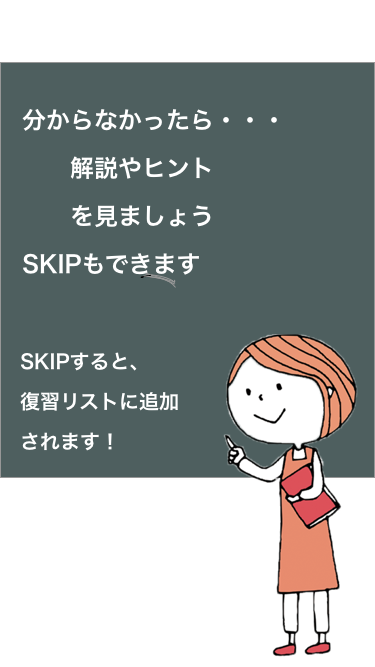 分からなかったら・・・
解説やヒント
を見ましょう
SKIPもできます
SKIPすると、
復習リストに追加
されます！